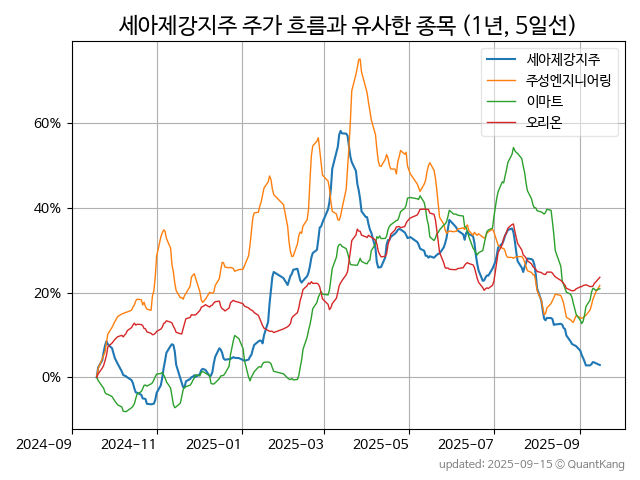 세아제강지주 주가 흐름과 유사한 종목 (1년, 5일선)
세아제강지주
주성엔지니어링
이마트
오리온
60%
40%
20%
0%
2024-09 2024-11 2025-01 2025-03 2025-05 2025-07 2025-09
updated: 2025-09-15 © QuantKang